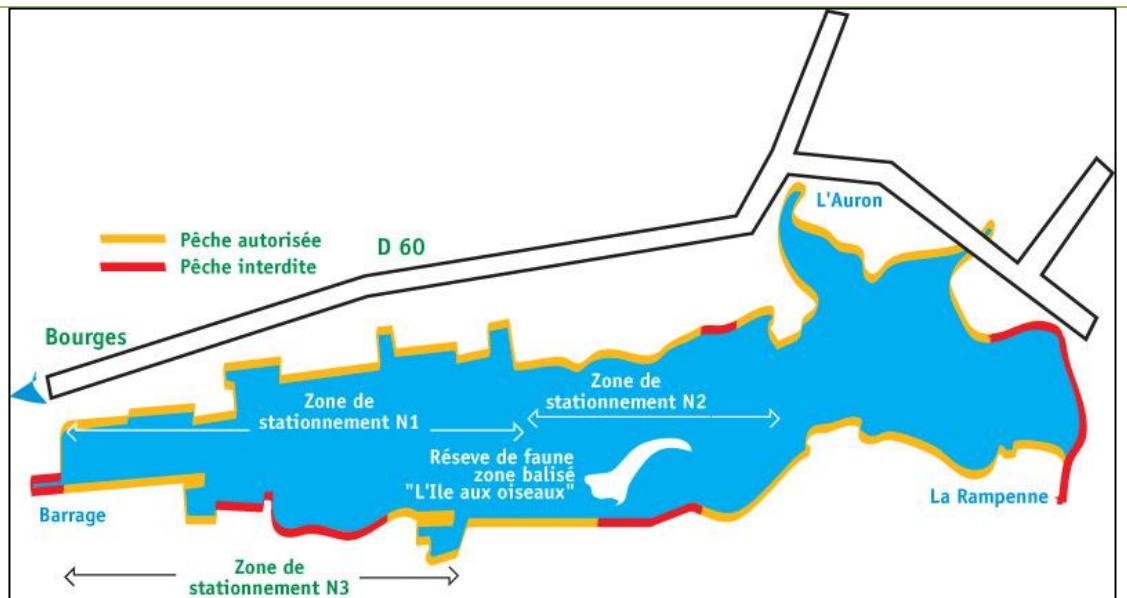 L'Auron
Pêche autorisée
Pêche interdite
D 60
Bourges
Zone de
stationnement N1
Zone de
stationnement N2
Réseve de faune
zone balisé
"L'Ile aux oiseaux"
Barrage
La Rampenne
Zone de
stationnement N3